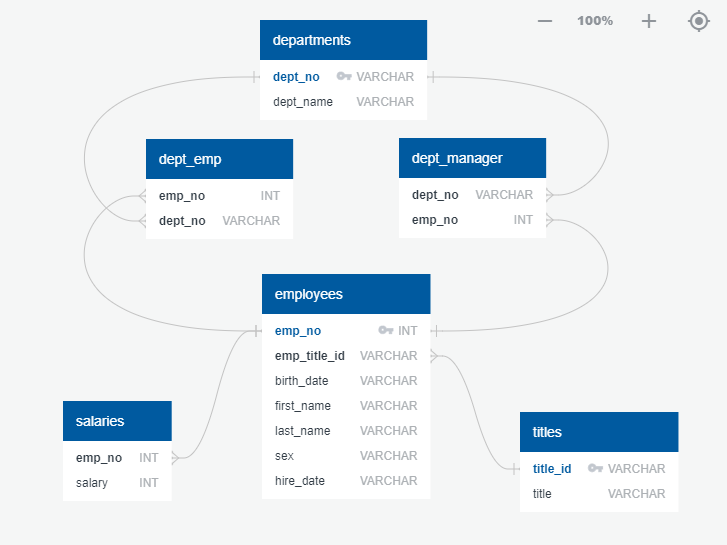 100%
departments
dept_no VARCHAR
dept_name VARCHAR
dept_emp
emp_no INT
dept_no VARCHAR
dept_manager
dept_no VARCHAR
emp_no INT
employees
emp_no INT
emp_title_id VARCHAR
birth_date VARCHAR
first_name VARCHAR
last_name VARCHAR
sex VARCHAR
hire_date VARCHAR
salaries
emp_no INT
salary INT
titles
title_id VARCHAR
title VARCHAR